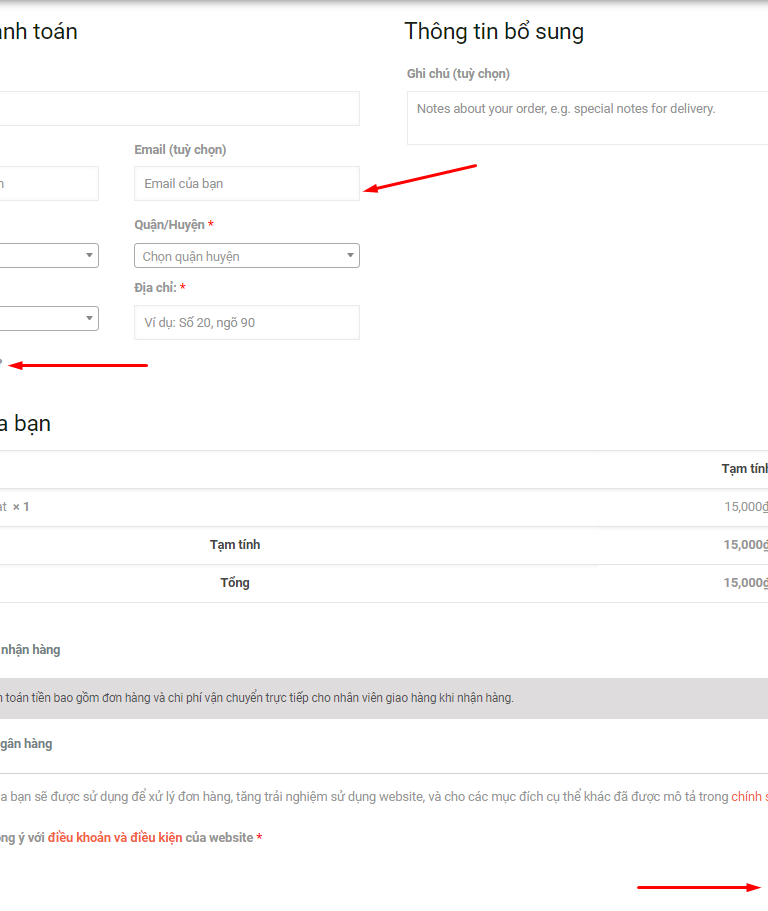 nh toán
Thông tin bổ sung
Ghi chú (tuỳ chọn)
Notes about your order, e.g. special notes for delivery.
Email (tuỳ chọn)
Email của bạn
Quận/Huyện *
Chọn quận huyện
Địa chỉ: *
Ví dụ: Số 20, ngõ 90
a bạn
Tạm tính
at × 1
15,000₫
Tạm tính
15,000₫
Tổng
15,000₫
nhận hàng
n toán tiền bao gồm đơn hàng và chi phí vận chuyển trực tiếp cho nhân viên giao hàng khi nhận hàng.
gân hàng
a bạn sẽ được sử dụng để xử lý đơn hàng, tăng trải nghiệm sử dụng website, và cho các mục đích cụ thể khác đã được mô tả trong chính s
ng ý với điều khoản và điều kiện của website *